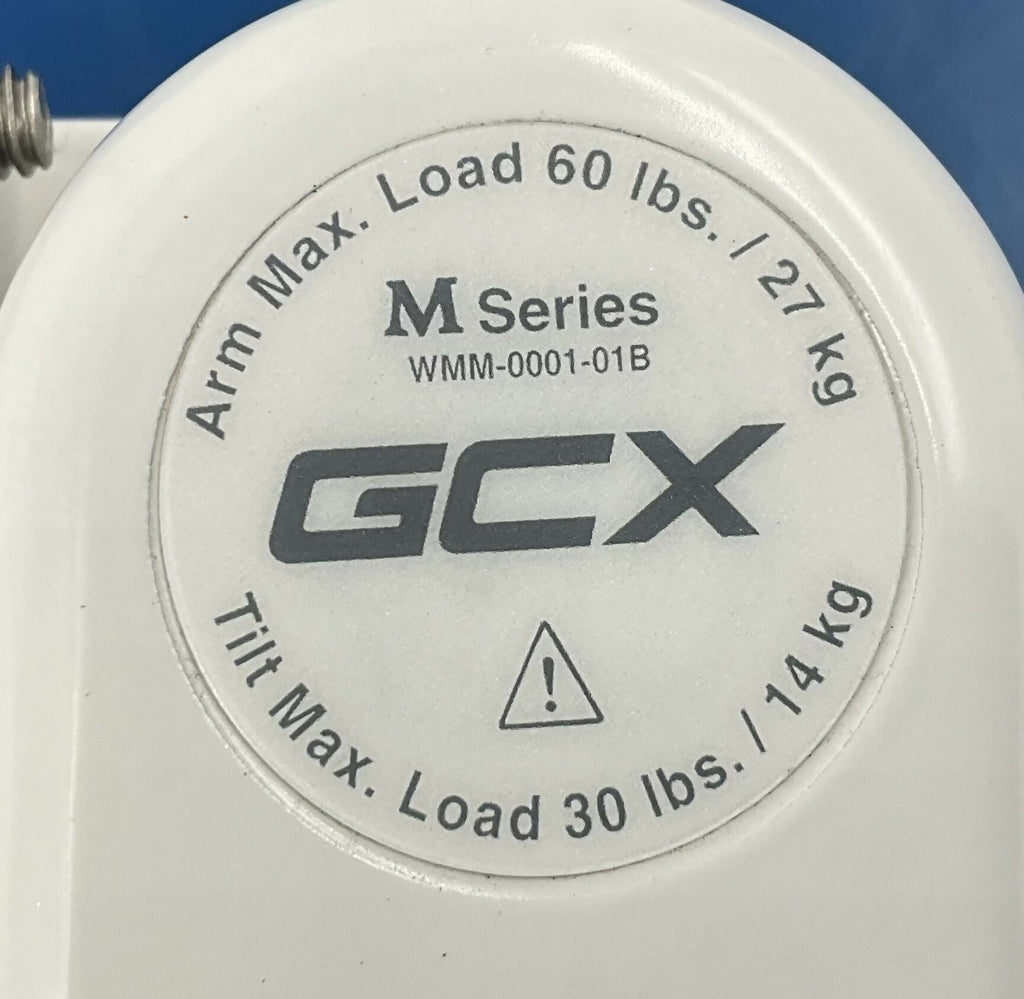 Arm Max. Load 60 lbs. / 27 kg
M Series
WMM-0001-01B
GCX
!
Tilt Max. Load 30 lbs. / 14 kg